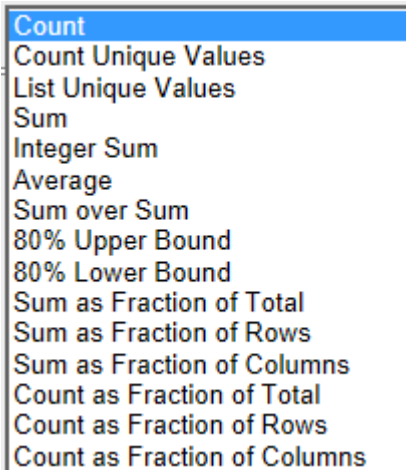 Count
Count Unique Values
List Unique Values
Sum
Integer Sum
Average
Sum over Sum
80% Upper Bound
80% Lower Bound
Sum as Fraction of Total
Sum as Fraction of Rows
Sum as Fraction of Columns
Count as Fraction of Total
Count as Fraction of Rows
Count as Fraction of Columns